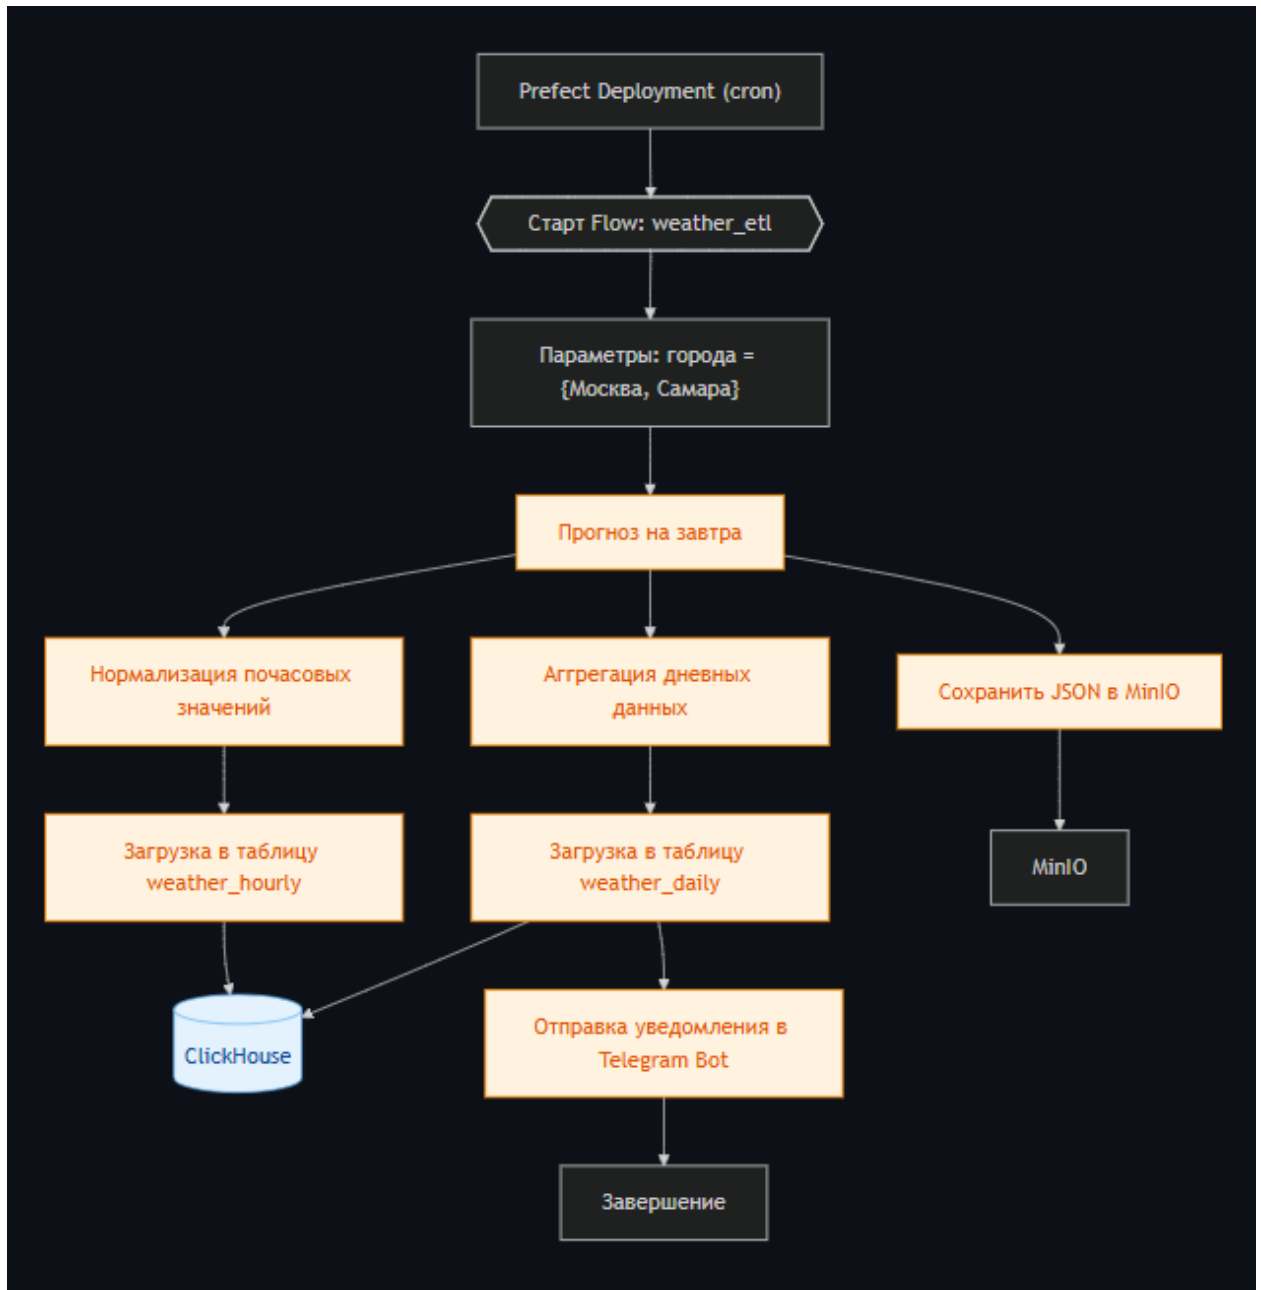 Prefect Deployment (cron)
Старт Flow: weather_etl
Параметры: города =
{Москва, Самара}
Прогноз на завтра
Нормализация почасовых
значений
Аггрегация дневных
данных
Сохранить JSON в MinIO
Загрузка в таблицу
weather_hourly
Загрузка в таблицу
weather_daily
MinIO
ClickHouse
Отправка уведомления в
Telegram Bot
Завершение